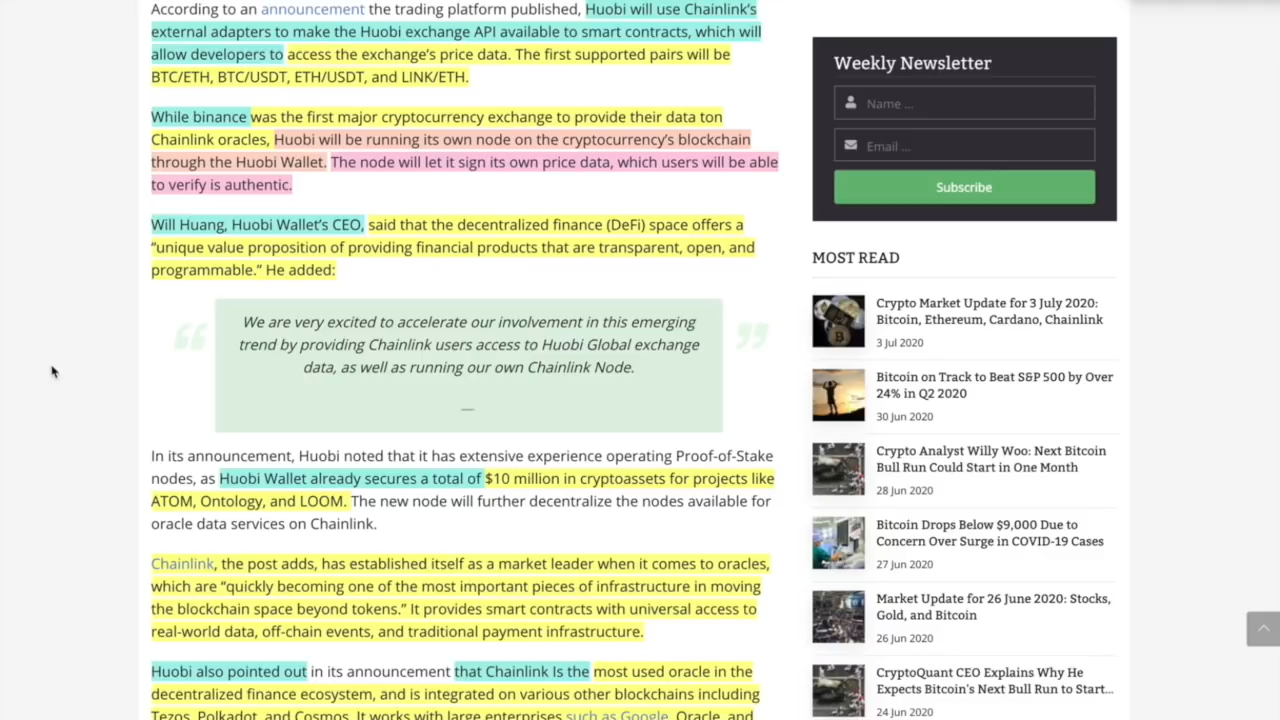 According to an announcement the trading platform published, Huobi will use Chainlink's
external adapters to make the Huobi exchange API available to smart contracts, which will
allow developers to access the exchange's price data. The first supported pairs will be
BTC/ETH, BTC/USDT, ETH/USDT, and LINK/ETH.
While binance was the first major cryptocurrency exchange to provide their data ton
Chainlink oracles, Huobi will be running its own node on the cryptocurrency's blockchain
through the Huobi Wallet. The node will let it sign its own price data, which users will be able
to verify is authentic.
Will Huang, Huobi Wallet's CEO, said that the decentralized finance (DeFi) space offers a
“unique value proposition of providing financial products that are transparent, open, and
programmable.” He added:
“ We are very excited to accelerate our involvement in this emerging ”
trend by providing Chainlink users access to Huobi Global exchange
data, as well as running our own Chainlink Node.
—
In its announcement, Huobi noted that it has extensive experience operating Proof-of-Stake
nodes, as Huobi Wallet already secures a total of $10 million in cryptoassets for projects like
ATOM, Ontology, and LOOM. The new node will further decentralize the nodes available for
oracle data services on Chainlink.
Chainlink, the post adds, has established itself as a market leader when it comes to oracles,
which are “quickly becoming one of the most important pieces of infrastructure in moving
the blockchain space beyond tokens.” It provides smart contracts with universal access to
real-world data, off-chain events, and traditional payment infrastructure.
Huobi also pointed out in its announcement that Chainlink Is the most used oracle in the
decentralized finance ecosystem, and is integrated on various other blockchains including
Tezos, Polkadot, and Cosmos. It works with large enterprises such as Google, Oracle, and
Weekly Newsletter
Name ...
Email ...
Subscribe
MOST READ
Crypto Market Update for 3 July 2020:
Bitcoin, Ethereum, Cardano, Chainlink
3 Jul 2020
Bitcoin on Track to Beat S&P 500 by Over
24% in Q2 2020
30 Jun 2020
Crypto Analyst Willy Woo: Next Bitcoin
Bull Run Could Start in One Month
28 Jun 2020
Bitcoin Drops Below $9,000 Due to
Concern Over Surge in COVID-19 Cases
27 Jun 2020
Market Update for 26 June 2020: Stocks,
Gold, and Bitcoin
26 Jun 2020
CryptoQuant CEO Explains Why He
Expects Bitcoin's Next Bull Run to Start...
24 Jun 2020